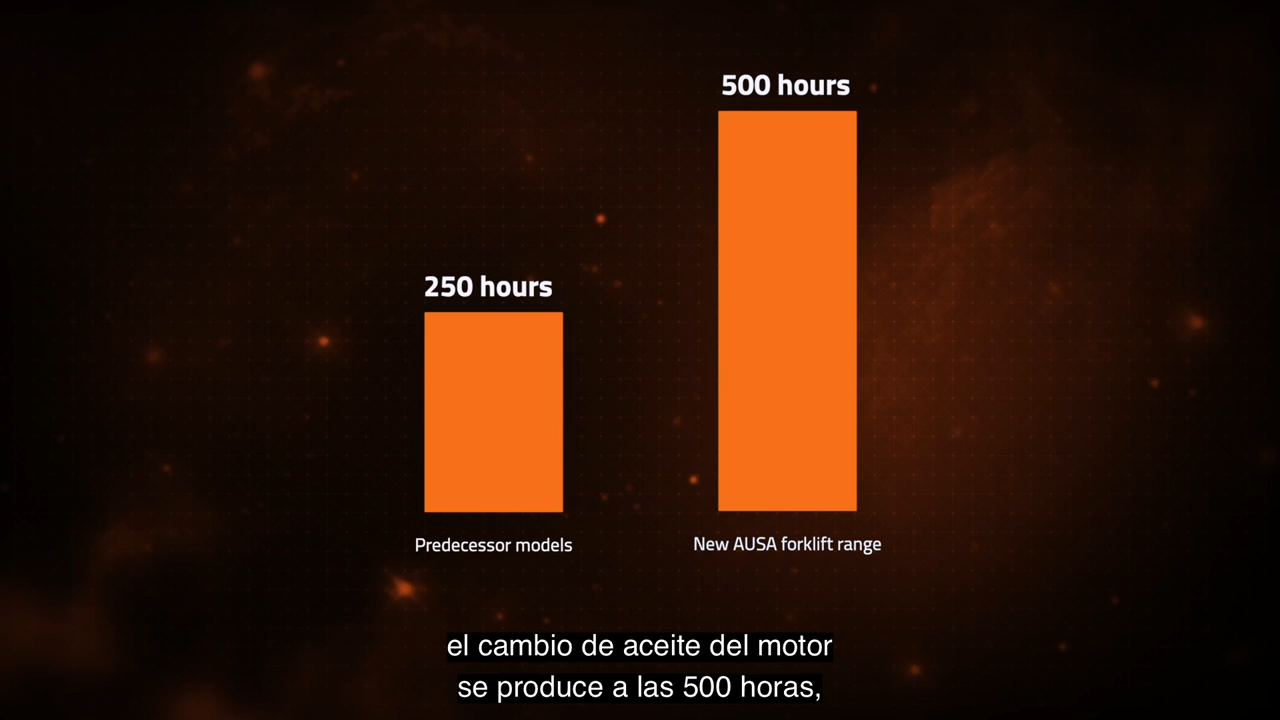 500 hours
250 hours
Predecessor models
New AUSA forklift range
el cambio de aceite del motor
se produce a las 500 horas,